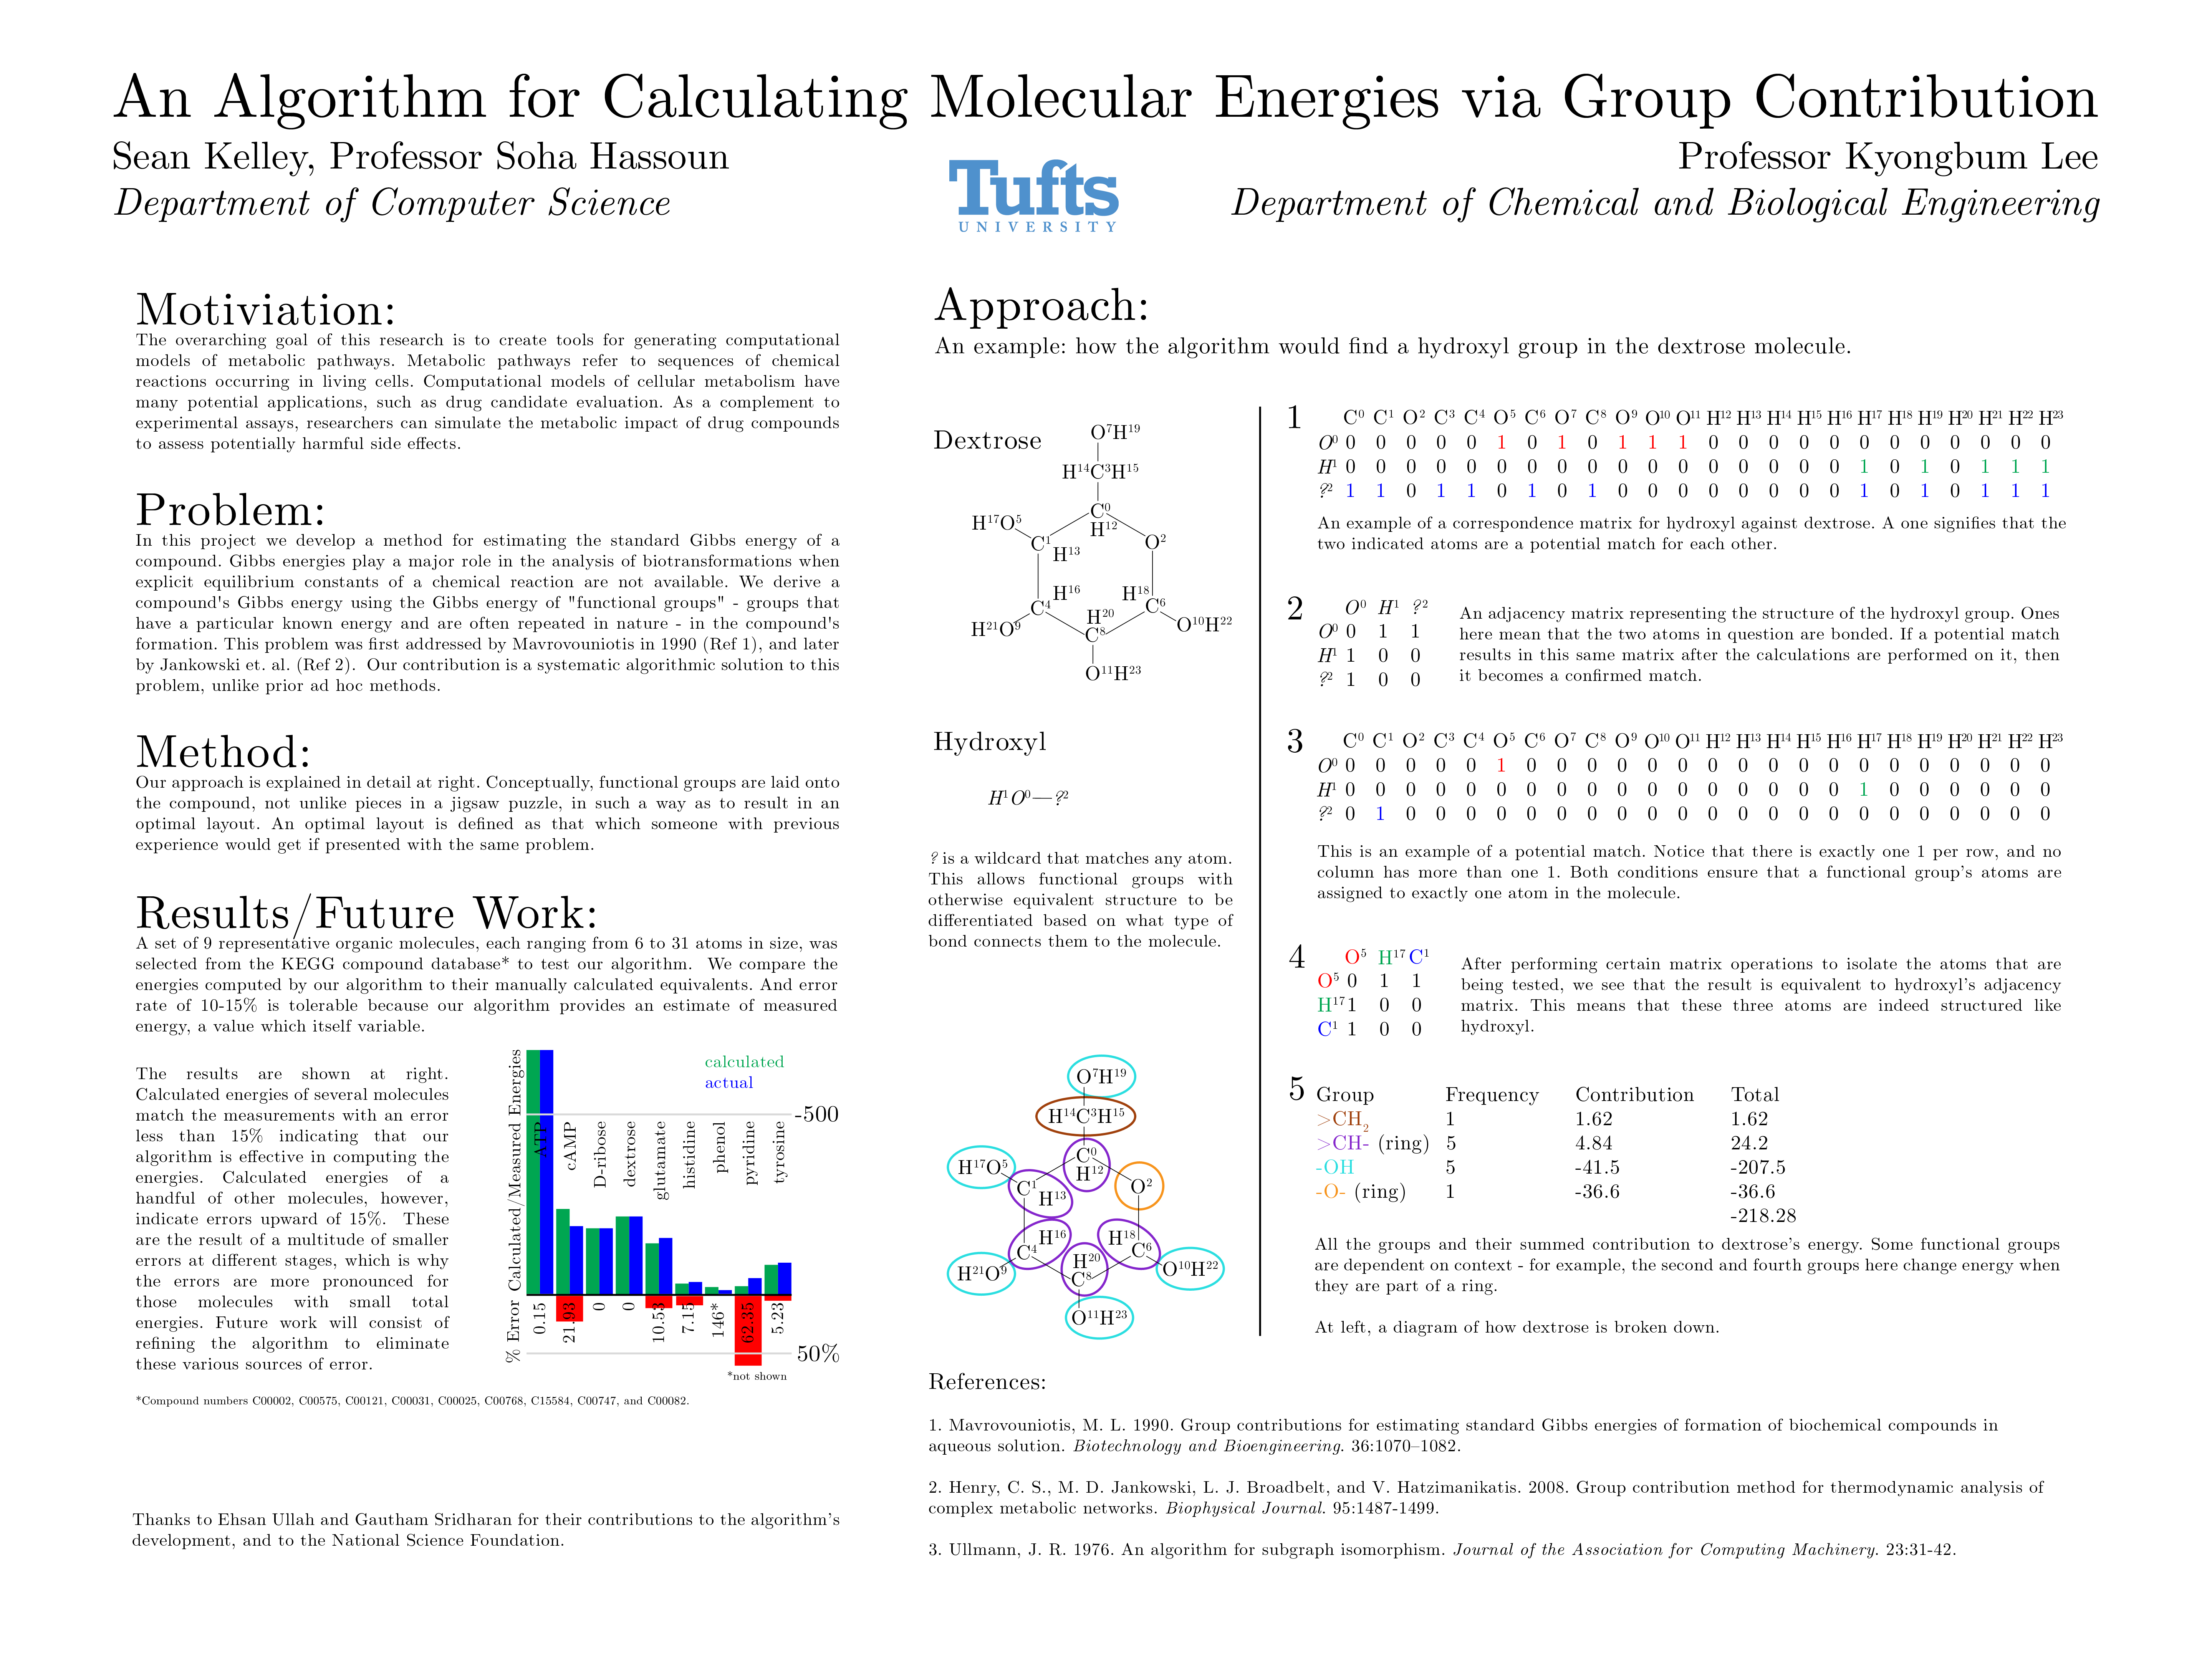 An Algorithm for Calculating Molecular Energies via Group Contribution
Sean Kelley, Professor Soha Hassoun
Department of Computer Science
Tufts
UNIVERSITY
Professor Kyongbum Lee
Department of Chemical and Biological Engineering
Motiviation:
The overarching goal of this research is to create tools for generating computational
models of metabolic pathways. Metabolic pathways refer to sequences of chemical
reactions occurring in living cells. Computational models of cellular metabolism have
many potential applications, such as drug candidate evaluation. As a complement to
experimental assays, researchers can simulate the metabolic impact of drug compounds
to assess potentially harmful side effects.
Problem:
In this project we develop a method for estimating the standard Gibbs energy of a
compound. Gibbs energies play a major role in the analysis of biotransformations when
explicit equilibrium constants of a chemical reaction are not available. We derive a
compound's Gibbs energy using the Gibbs energy of "functional groups" - groups that
have a particular known energy and are often repeated in nature - in the compound's
formation. This problem was first addressed by Mavrovouniotis in 1990 (Ref 1), and later
by Jankowski et. al. (Ref 2). Our contribution is a systematic algorithmic solution to this
problem, unlike prior ad hoc methods.
Method:
Our approach is explained in detail at right. Conceptually, functional groups are laid onto
the compound, not unlike pieces in a jigsaw puzzle, in such a way as to result in an
optimal layout. An optimal layout is defined as that which someone with previous
experience would get if presented with the same problem.
Results/Future Work:
A set of 9 representative organic molecules, each ranging from 6 to 31 atoms in size, was
selected from the KEGG compound database* to test our algorithm. We compare the
energies computed by our algorithm to their manually calculated equivalents. And error
rate of 10-15% is tolerable because our algorithm provides an estimate of measured
energy, a value which itself variable.
The results are shown at right.
Calculated energies of several molecules
match the measurements with an error
less than 15% indicating that our
algorithm is effective in computing the
energies. Calculated energies of a
handful of other molecules, however,
indicate errors upward of 15%. These
are the result of a multitude of smaller
errors at different stages, which is why
the errors are more pronounced for
those molecules with small total
energies. Future work will consist of
refining the algorithm to eliminate
these various sources of error.
% Error Calculated/Measured Energies
calculated
actual
-500
ATP cAMP D-ribose dextrose glutamate histidine phenol pyridine tyrosine
0.15 21.93 0 0 10.53 7.15 146* 62.35 5.23
50%
*not shown
*Compound numbers C00002, C00575, C00121, C00031, C00025, C00768, C15584, C00747, and C00082.
Thanks to Ehsan Ullah and Gautham Sridharan for their contributions to the algorithm's
development, and to the National Science Foundation.
Approach:
An example: how the algorithm would find a hydroxyl group in the dextrose molecule.
Dextrose
O⁷H¹⁹
H¹⁴C³H¹⁵
C⁰
H¹²
H¹⁷O⁵
C¹
H¹³
O²
H¹⁶
H¹⁸
C⁴
C⁶
H²⁰
C⁸
H²¹O⁹
O¹⁰H²²
O¹¹H²³
Hydroxyl
H¹O⁰—?²
? is a wildcard that matches any atom.
This allows functional groups with
otherwise equivalent structure to be
differentiated based on what type of
bond connects them to the molecule.
O⁷H¹⁹
H¹⁴C³H¹⁵
C⁰
H¹²
H¹⁷O⁵
C¹
H¹³
O²
H¹⁶
H¹⁸
C⁴
C⁶
H²⁰
C⁸
H²¹O⁹
O¹⁰H²²
O¹¹H²³
1
C⁰ C¹ O² C³ C⁴ O⁵ C⁶ O⁷ C⁸ O⁹ O¹⁰ O¹¹ H¹² H¹³ H¹⁴ H¹⁵ H¹⁶ H¹⁷ H¹⁸ H¹⁹ H²⁰ H²¹ H²² H²³
O⁰ 0 0 0 0 0 1 0 1 0 1 1 1 0 0 0 0 0 0 0 0 0 0 0 0
H¹ 0 0 0 0 0 0 0 0 0 0 0 0 0 0 0 0 0 1 0 1 0 1 1 1
?² 1 1 0 1 1 0 1 0 1 0 0 0 0 0 0 0 0 1 0 1 0 1 1 1
An example of a correspondence matrix for hydroxyl against dextrose. A one signifies that the
two indicated atoms are a potential match for each other.
2
O⁰ H¹ ?²
O⁰ 0 1 1
H¹ 1 0 0
?² 1 0 0
An adjacency matrix representing the structure of the hydroxyl group. Ones
here mean that the two atoms in question are bonded. If a potential match
results in this same matrix after the calculations are performed on it, then
it becomes a confirmed match.
3
C⁰ C¹ O² C³ C⁴ O⁵ C⁶ O⁷ C⁸ O⁹ O¹⁰ O¹¹ H¹² H¹³ H¹⁴ H¹⁵ H¹⁶ H¹⁷ H¹⁸ H¹⁹ H²⁰ H²¹ H²² H²³
O⁰ 0 0 0 0 0 1 0 0 0 0 0 0 0 0 0 0 0 0 0 0 0 0 0 0
H¹ 0 0 0 0 0 0 0 0 0 0 0 0 0 0 0 0 0 1 0 0 0 0 0 0
?² 0 1 0 0 0 0 0 0 0 0 0 0 0 0 0 0 0 0 0 0 0 0 0 0
This is an example of a potential match. Notice that there is exactly one 1 per row, and no
column has more than one 1. Both conditions ensure that a functional group's atoms are
assigned to exactly one atom in the molecule.
4
O⁵ H¹⁷ C¹
O⁵ 0 1 1
H¹⁷ 1 0 0
C¹ 1 0 0
After performing certain matrix operations to isolate the atoms that are
being tested, we see that the result is equivalent to hydroxyl's adjacency
matrix. This means that these three atoms are indeed structured like
hydroxyl.
5
Group Frequency Contribution Total
>CH₂ 1 1.62 1.62
>CH- (ring) 5 4.84 24.2
-OH 5 -41.5 -207.5
-O- (ring) 1 -36.6 -36.6
-218.28
All the groups and their summed contribution to dextrose's energy. Some functional groups
are dependent on context - for example, the second and fourth groups here change energy when
they are part of a ring.
At left, a diagram of how dextrose is broken down.
References:
1. Mavrovouniotis, M. L. 1990. Group contributions for estimating standard Gibbs energies of formation of biochemical compounds in
aqueous solution. Biotechnology and Bioengineering. 36:1070–1082.
2. Henry, C. S., M. D. Jankowski, L. J. Broadbelt, and V. Hatzimanikatis. 2008. Group contribution method for thermodynamic analysis of
complex metabolic networks. Biophysical Journal. 95:1487-1499.
3. Ullmann, J. R. 1976. An algorithm for subgraph isomorphism. Journal of the Association for Computing Machinery. 23:31-42.